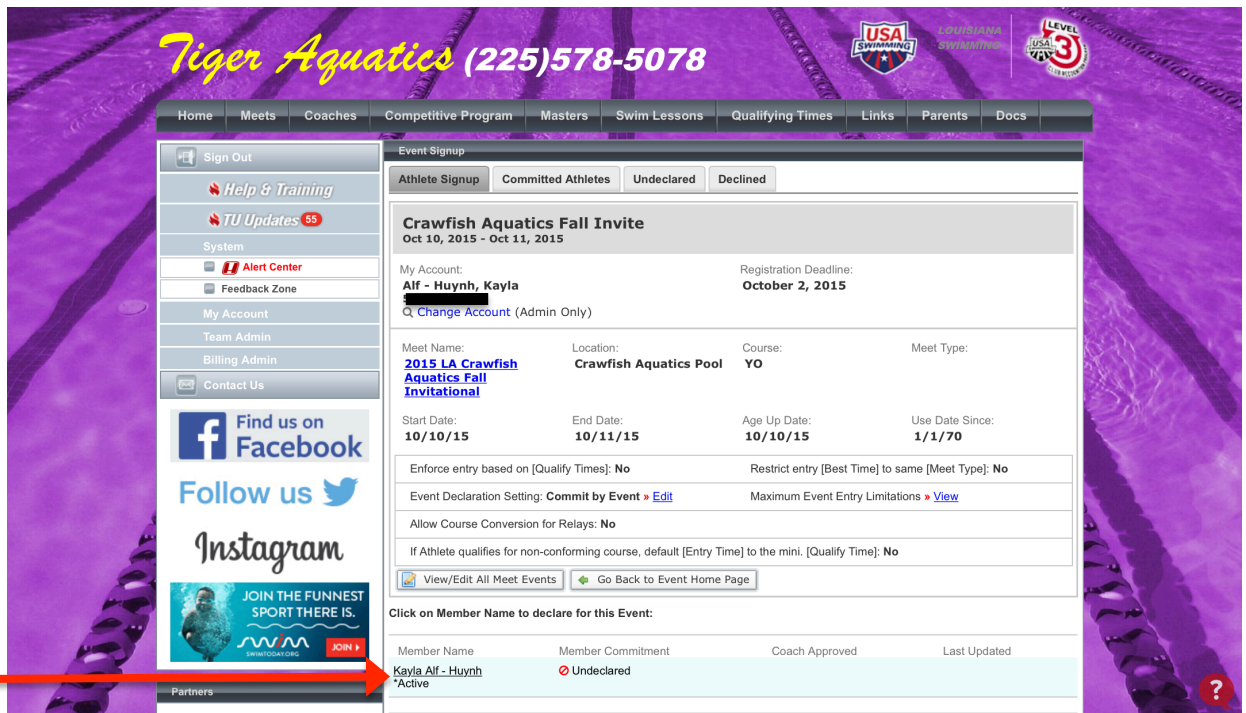 Tiger Aquatics (225)578-5078
USA
SWIMMING
LOUISIANA
SWIMMING
LEVEL
USA
3
Home Meets Coaches Competitive Program Masters Swim Lessons Qualifying Times Links Parents Docs
Sign Out
Help & Training
TU Updates 55
System
Alert Center
Feedback Zone
My Account
Team Admin
Billing Admin
Contact Us
f Find us on
Facebook
Follow us
Instagram
JOIN THE FUNNEST
SPORT THERE IS.
swim
SWIMTODAY.ORG
JOIN
Partners
Event Signup
Athlete Signup Committed Athletes Undeclared Declined
Crawfish Aquatics Fall Invite
Oct 10, 2015 - Oct 11, 2015
My Account: Registration Deadline:
Alf - Huynh, Kayla October 2, 2015
Change Account (Admin Only)
Meet Name: Location: Course: Meet Type:
2015 LA Crawfish Crawfish Aquatics Pool YO
Aquatics Fall
Invitational
Start Date: End Date: Age Up Date: Use Date Since:
10/10/15 10/11/15 10/10/15 1/1/70
Enforce entry based on [Qualify Times]: No Restrict entry [Best Time] to same [Meet Type]: No
Event Declaration Setting: Commit by Event » Edit Maximum Event Entry Limitations » View
Allow Course Conversion for Relays: No
If Athlete qualifies for non-conforming course, default [Entry Time] to the mini. [Qualify Time]: No
View/Edit All Meet Events Go Back to Event Home Page
Click on Member Name to declare for this Event:
Member Name Member Commitment Coach Approved Last Updated
Kayla Alf - Huynh Undeclared
*Active
?